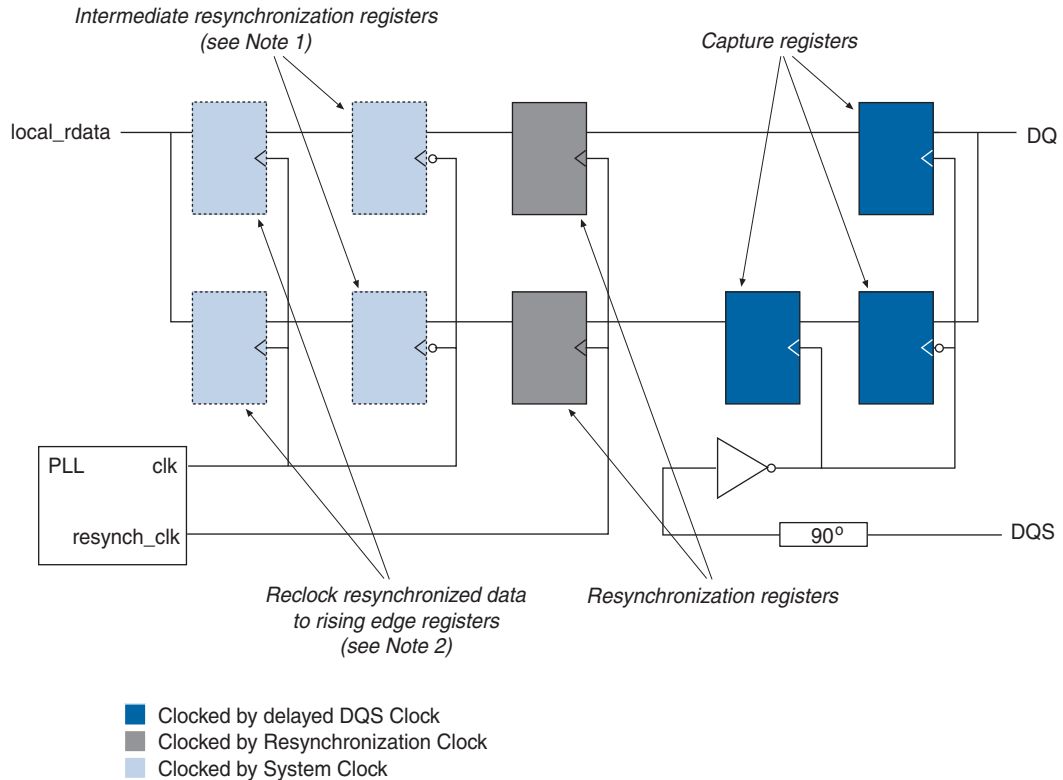 Intermediate resynchronization registers
(see Note 1)
Capture registers
local_rdata
DQ
PLL
clk
resynch_clk
90º
DQS
Reclock resynchronized data
to rising edge registers
(see Note 2)
Resynchronization registers
Clocked by delayed DQS Clock
Clocked by Resynchronization Clock
Clocked by System Clock